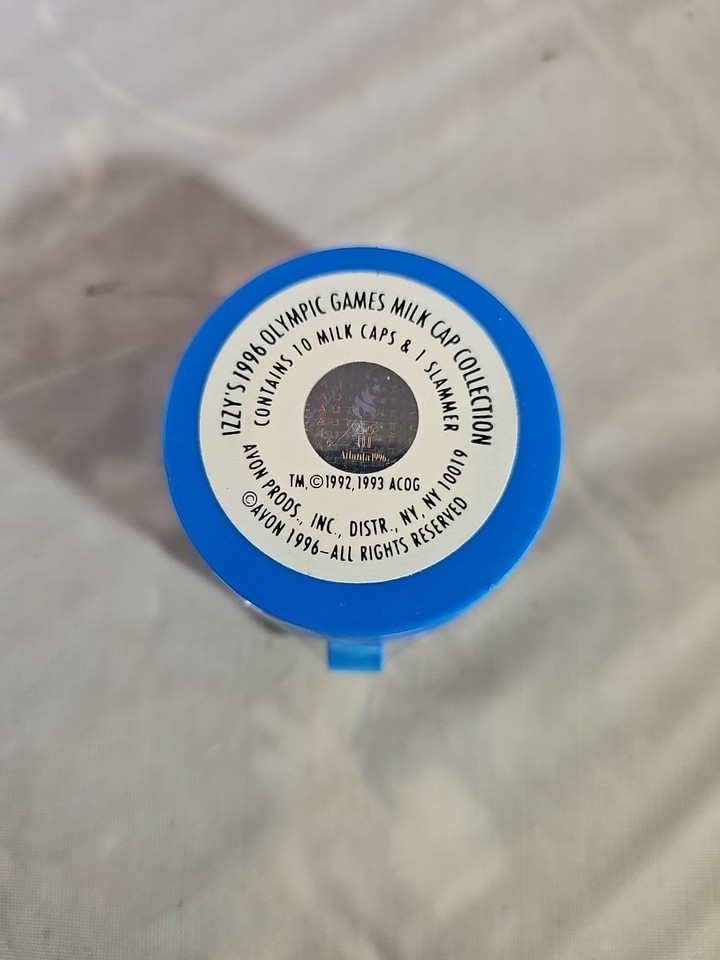 IZZY'S 1996 OLYMPIC GAMES MILK CAP COLLECTION
CONTAINS 10 MILK CAPS & 1 SLAMMER
Atlanta 1996
TM,©1992,1993 ACOG
AVON PRODS., INC., DISTR., NY, NY 10019
©AVON 1996–ALL RIGHTS RESERVED